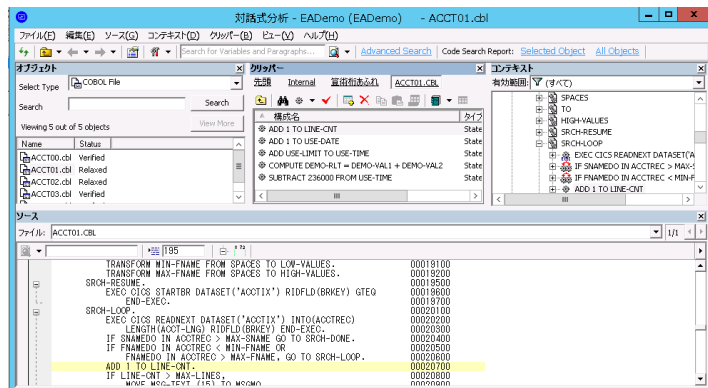 対話式分析 - EADemo (EADemo) - ACCT01.cbl
ファイル(F) 編集(E) ソース(G) コンテキスト(D) クリッパー(B) ビュー(V) ヘルプ(H)
Search for Variables and Paragraphs... Advanced Search Code Search Report: Selected Object All Objects
オブジェクト
Select Type COBOL File
Search Search
Viewing 5 out of 5 objects View More
Name Status
ACCT00.cbl Verified
ACCT01.cbl Relaxed
ACCT02.cbl Relaxed
ACCT03.cbl Verified
クリッパー
先頭 Internal 算術桁あふれ ACCT01.CBL
構成名 タイプ
ADD 1 TO LINE-CNT State
ADD 1 TO USE-DATE State
ADD USE-LIMIT TO USE-TIME State
COMPUTE DEMO-RLT = DEMO-VAL1 + DEMO-VAL2 State
SUBTRACT 236000 FROM USE-TIME State
コンテキスト
有効範囲: (すべて)
SPACES
TO
HIGH-VALUES
SRCH-RESUME
SRCH-LOOP
EXEC CICS READNEXT DATASET('A
IF SNAMEDO IN ACCTREC > MAX-S
IF FNAMEDO IN ACCTREC < MIN-F
ADD 1 TO LINE-CNT
ソース
ファイル: ACCT01.CBL 1/1
195
TRANSFORM MIN-FNAME FROM SPACES TO LOW-VALUES. 00019100
TRANSFORM MAX-FNAME FROM SPACES TO HIGH-VALUES. 00019200
SRCH-RESUME. 00019500
EXEC CICS STARTBR DATASET('ACCTIX') RIDFLD(BRKEY) GTEQ 00019600
END-EXEC. 00019700
SRCH-LOOP. 00020100
EXEC CICS READNEXT DATASET('ACCTIX') INTO(ACCTREC) 00020200
LENGTH(ACCT-LNG) RIDFLD(BRKEY) END-EXEC. 00020300
IF SNAMEDO IN ACCTREC > MAX-SNAME GO TO SRCH-DONE. 00020400
IF FNAMEDO IN ACCTREC < MIN-FNAME OR 00020500
FNAMEDO IN ACCTREC > MAX-FNAME, GO TO SRCH-LOOP. 00020600
ADD 1 TO LINE-CNT. 00020700
IF LINE-CNT > MAX-LINES, 00020800
MOVE MSG-TEXT (15) TO MSGMO 00020900